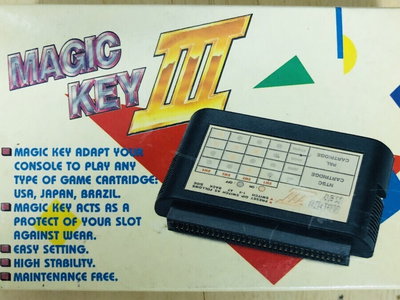 MAGIC
KEY
III
MAGIC KEY ADAPT YOUR
CONSOLE TO PLAY ANY
TYPE OF GAME CARTRIDGE:
USA, JAPAN, BRAZIL.
MAGIC KEY ACTS AS A
PROTECT OF YOUR SLOT
AGAINST WEAR.
EASY SETTING.
HIGH STABILITY.
MAINTENANCE FREE.
NTSC
CARTRIDGE
PAL
CARTRIDGE